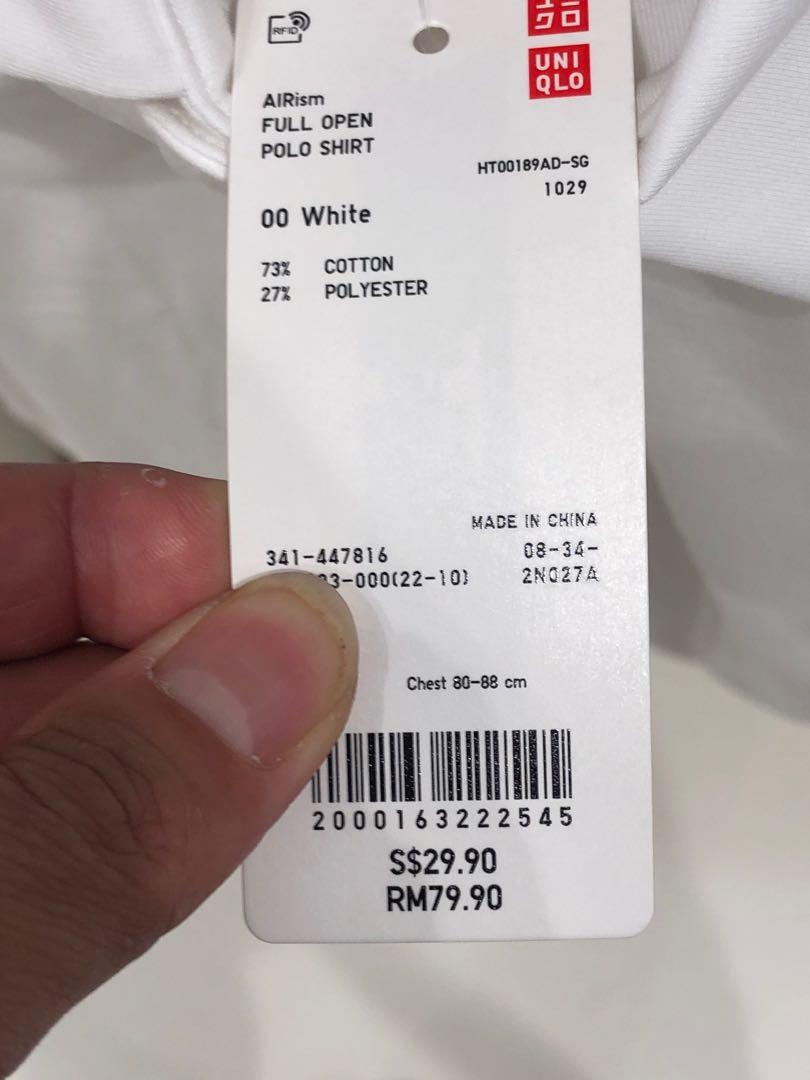 RFID
クロ
UNI
QLO
AIRism
FULL OPEN
POLO SHIRT
HT00189AD-SG
1029
00 White
73% COTTON
27% POLYESTER
MADE IN CHINA
341-447816 08-34-
3-000(22-10) 2N027A
Chest 80-88 cm
2000163222545
S$29.90
RM79.90